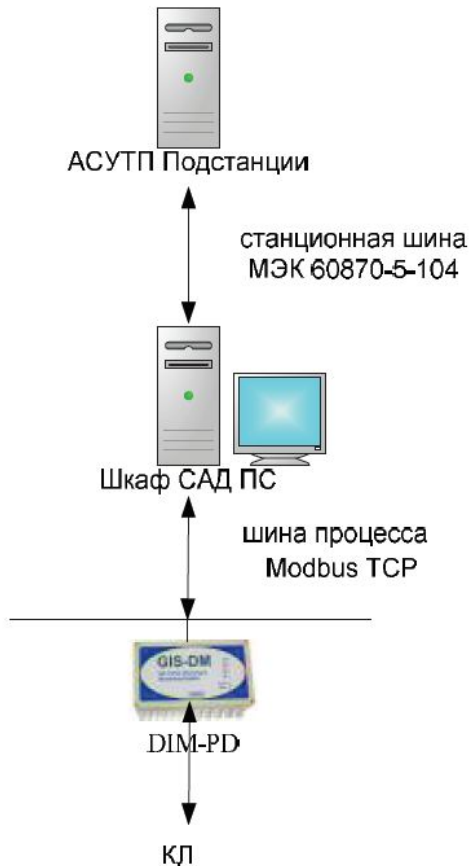 АСУТП Подстанции
станционная шина
МЭК 60870-5-104
Шкаф САД ПС
шина процесса
Modbus TCP
GIS-DM
DIM-PD
КЛ